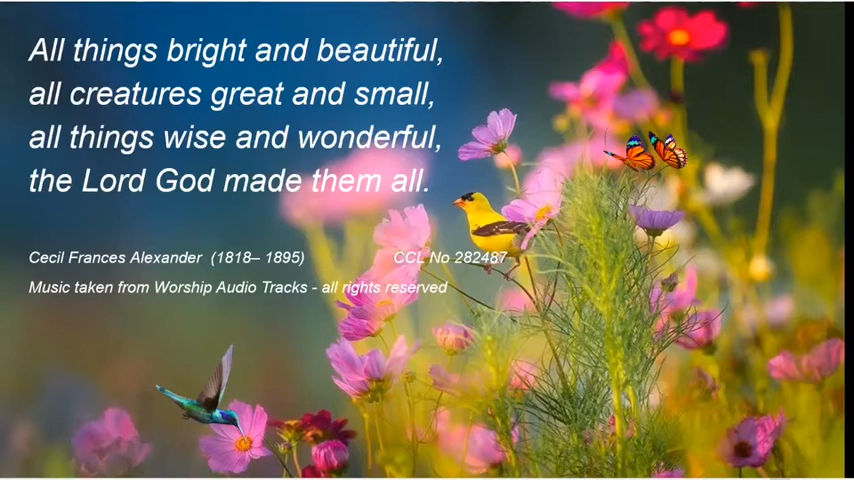 All things bright and beautiful,
all creatures great and small,
all things wise and wonderful,
the Lord God made them all.
Cecil Frances Alexander (1818– 1895) CCL No 282487
Music taken from Worship Audio Tracks - all rights reserved